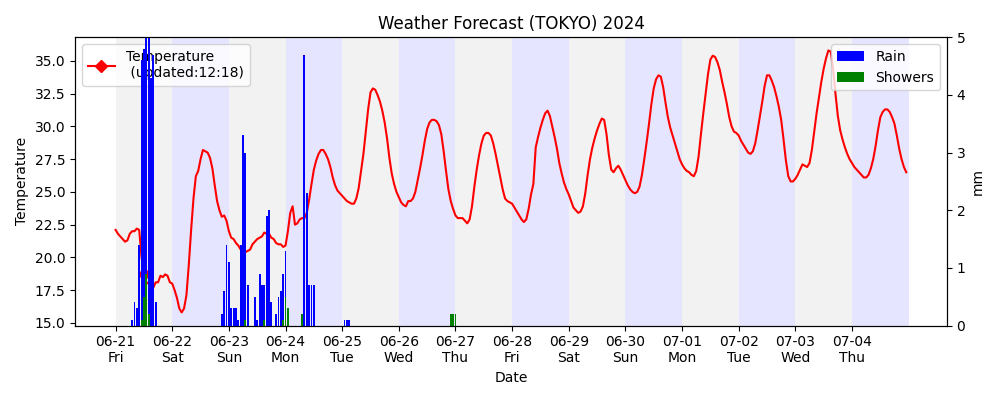 Weather Forecast (TOKYO) 2024
Temperature
(updated:12:18)
Rain
Showers
Temperature
35.0
32.5
30.0
27.5
25.0
22.5
20.0
17.5
15.0
5
4
3
2
1
0
mm
06-21 06-22 06-23 06-24 06-25 06-26 06-27 06-28 06-29 06-30 07-01 07-02 07-03 07-04
Fri Sat Sun Mon Tue Wed Thu Fri Sat Sun Mon Tue Wed Thu
Date